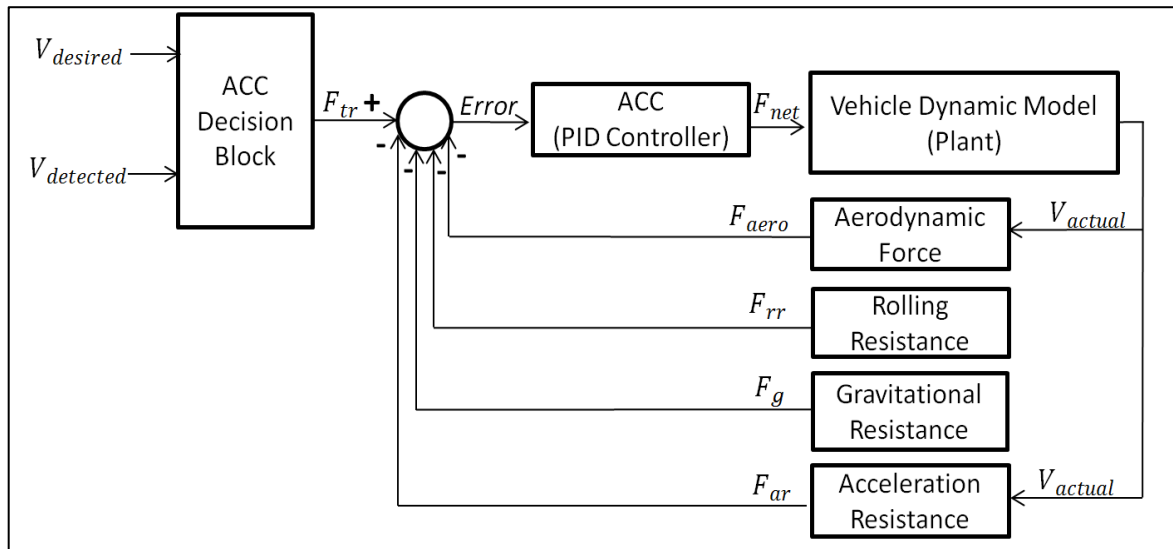 V_desired
V_detected
ACC
Decision
Block
F_tr +
-
-
-
-
Error
ACC
(PID Controller)
F_net
Vehicle Dynamic Model
(Plant)
F_aero
Aerodynamic
Force
V_actual
F_rr
Rolling
Resistance
F_g
Gravitational
Resistance
F_ar
Acceleration
Resistance
V_actual